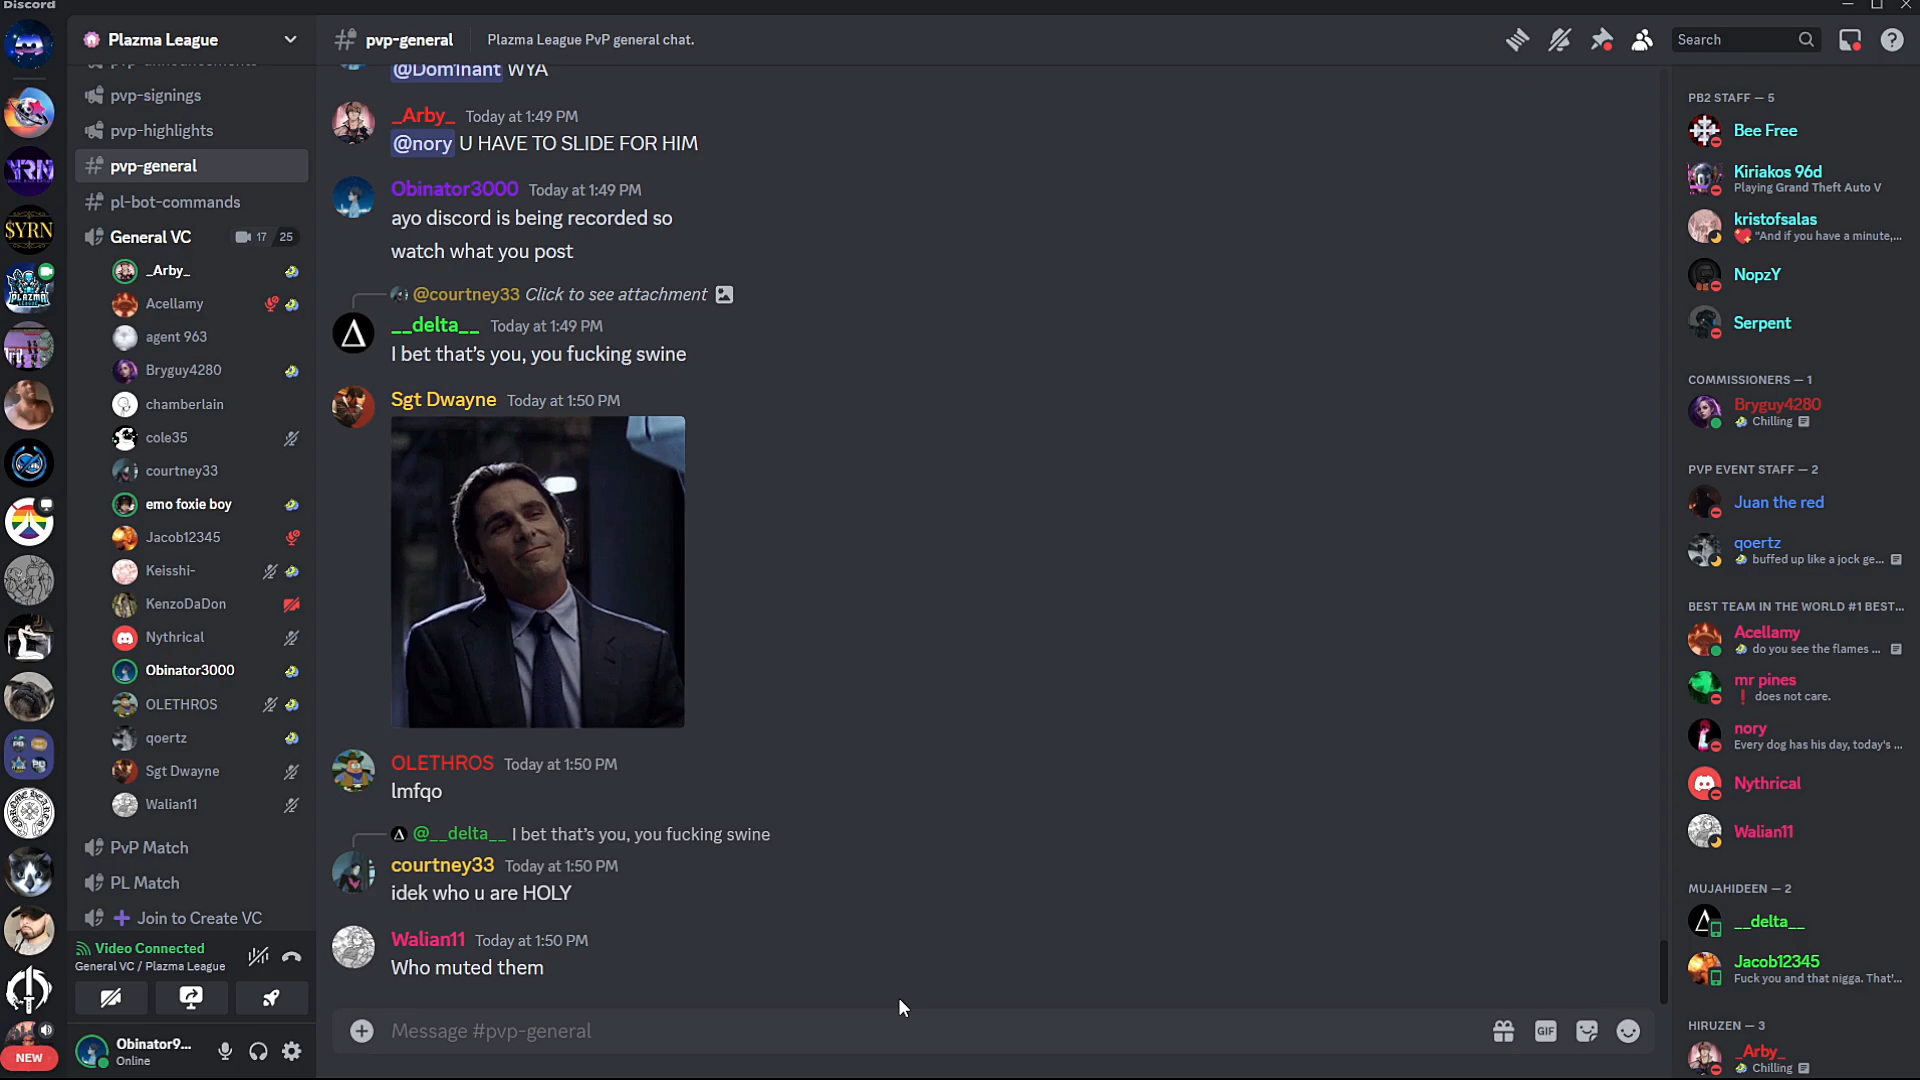 Discord
Plazma League
pvp-general
Plazma League PvP general chat.
Search
pvp-announcements
pvp-signings
pvp-highlights
pvp-general
pl-bot-commands
General VC
17
25
_Arby_
Acellamy
agent 963
Bryguy4280
chamberlain
cole35
courtney33
emo foxie boy
Jacob12345
Keisshi-
KenzoDaDon
Nythrical
Obinator3000
OLETHROS
qoertz
Sgt Dwayne
Walian11
PvP Match
PL Match
Join to Create VC
Video Connected
General VC / Plazma League
Obinator9...
Online
YRN
$YRN
PLAZMA
NEW
@Dom1nant WYA
_Arby_ Today at 1:49 PM
@nory U HAVE TO SLIDE FOR HIM
Obinator3000 Today at 1:49 PM
ayo discord is being recorded so
watch what you post
@courtney33 Click to see attachment
__delta__ Today at 1:49 PM
I bet that's you, you fucking swine
Sgt Dwayne Today at 1:50 PM
OLETHROS Today at 1:50 PM
lmfqo
@__delta__ I bet that's you, you fucking swine
courtney33 Today at 1:50 PM
idek who u are HOLY
Walian11 Today at 1:50 PM
Who muted them
Message #pvp-general
GIF
PB2 STAFF — 5
Bee Free
Kiriakos 96d
Playing Grand Theft Auto V
kristofsalas
"And if you have a minute,...
NopzY
Serpent
COMMISSIONERS — 1
Bryguy4280
Chilling
PVP EVENT STAFF — 2
Juan the red
qoertz
buffed up like a jock ge...
BEST TEAM IN THE WORLD #1 BEST...
Acellamy
do you see the flames ...
mr pines
does not care.
nory
Every dog has his day, today's ...
Nythrical
Walian11
MUJAHIDEEN — 2
__delta__
Jacob12345
Fuck you and that nigga. That'...
HIRUZEN — 3
_Arby_
Chilling